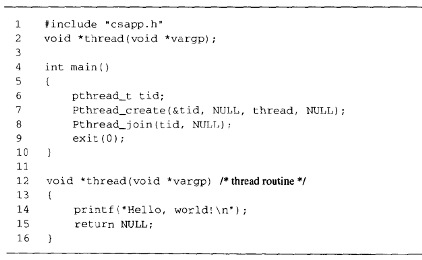 1 #include "csapp.h"
2 void *thread(void *vargp);
3
4 int main()
5 {
6 pthread_t tid;
7 Pthread_create(&tid, NULL, thread, NULL);
8 Pthread_join(tid, NULL);
9 exit(0);
10 }
11
12 void *thread(void *vargp) /* thread routine */
13 {
14 printf("Hello, world!\n");
15 return NULL;
16 }